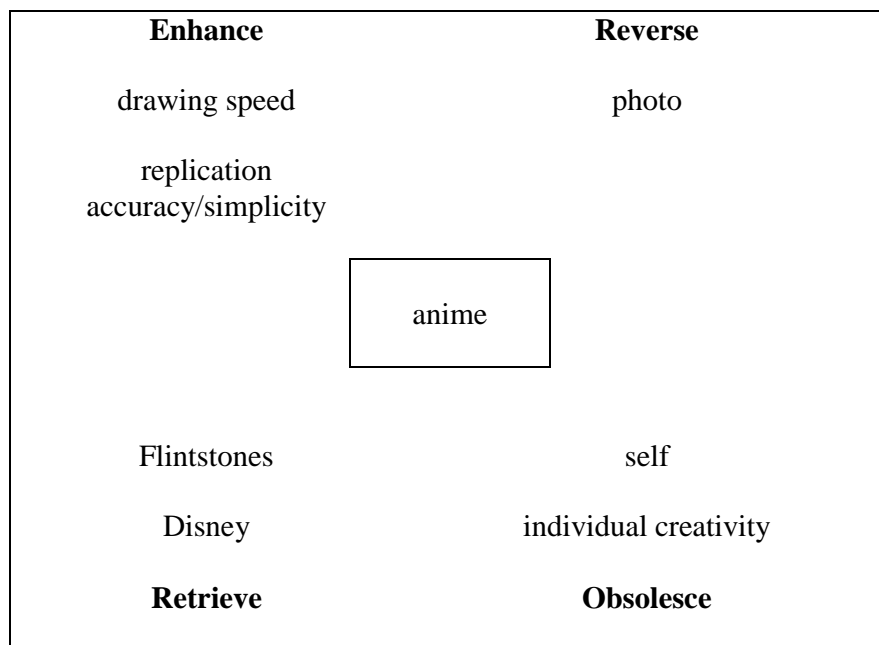 Enhance Reverse
drawing speed photo
replication
accuracy/simplicity
anime
Flintstones self
Disney individual creativity
Retrieve Obsolesce